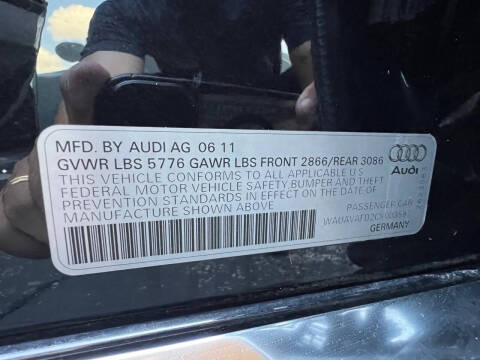 MFD. BY AUDI AG 06 11
GVWR LBS 5776 GAWR LBS FRONT 2866/REAR 3086
THIS VEHICLE CONFORMS TO ALL APPLICABLE U S
FEDERAL MOTOR VEHICLE SAFETY, BUMPER AND THEFT
PREVENTION STANDARDS IN EFFECT ON THE DATE OF
MANUFACTURE SHOWN ABOVE
Audi
PASSENGER CAR
GERMANY